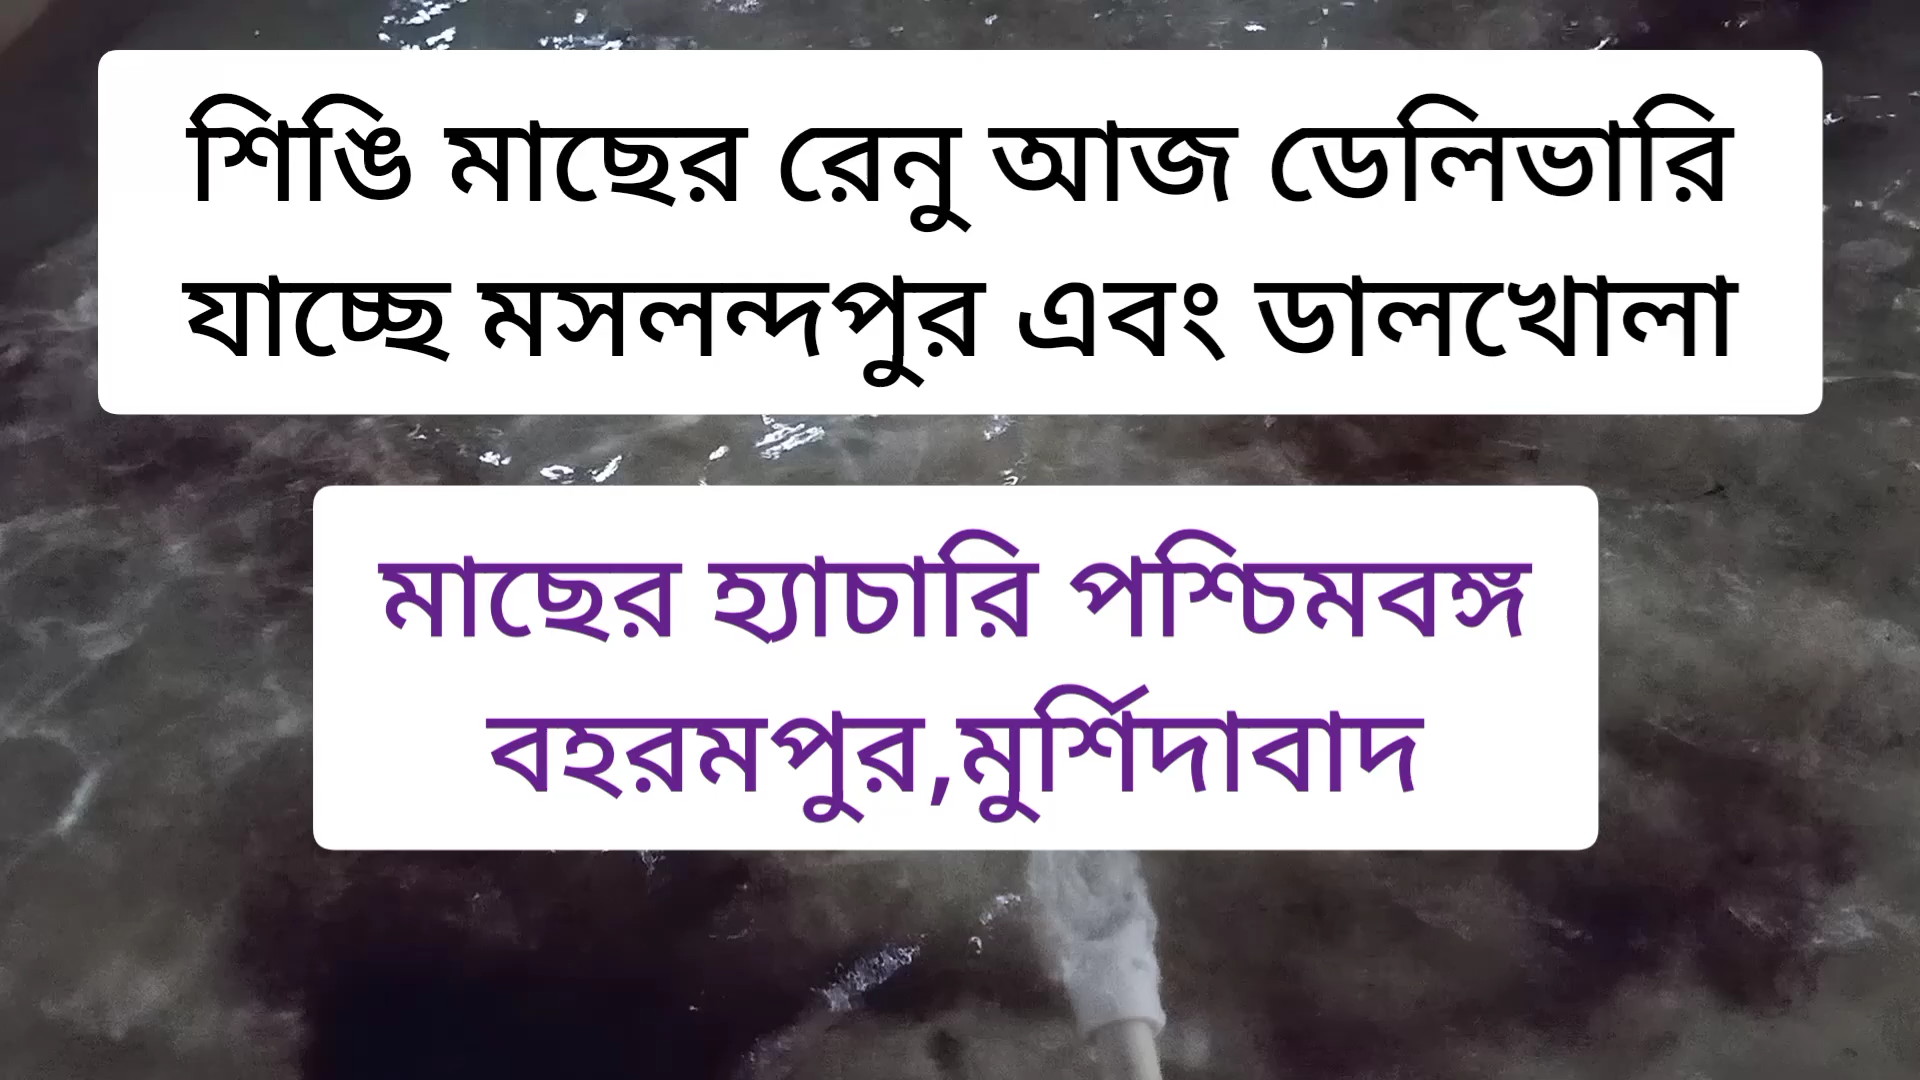 শিঙি মাছের রেনু আজ ডেলিভারি
যাচ্ছে মসলন্দপুর এবং ডালখোলা
মাছের হ্যাচারি পশ্চিমবঙ্গ
বহরমপুর,মুর্শিদাবাদ